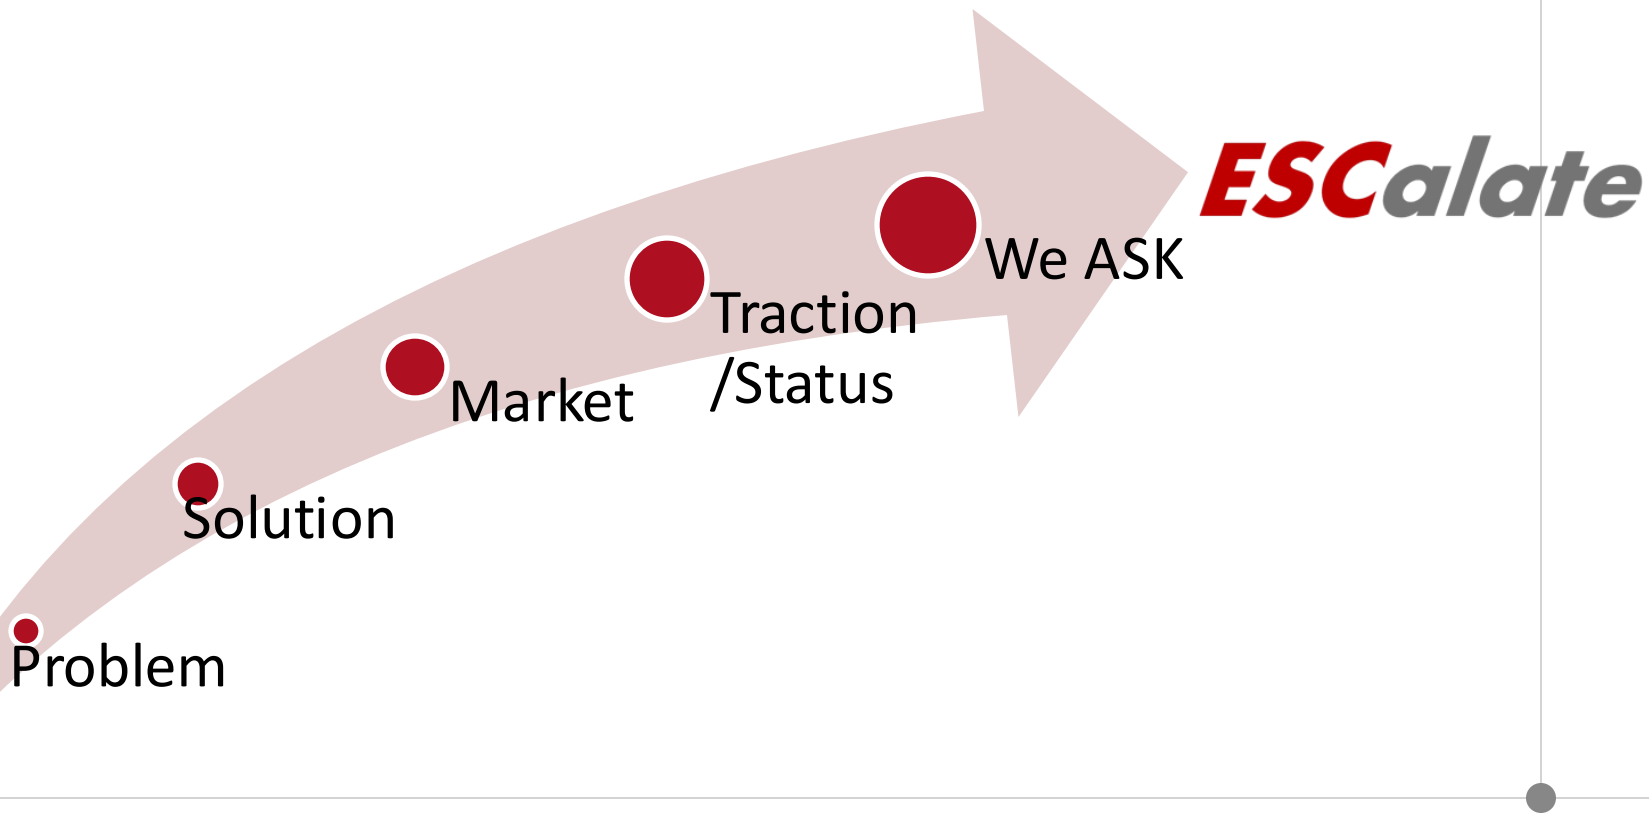 ESCalate
We ASK
Traction
/Status
Market
Solution
Problem